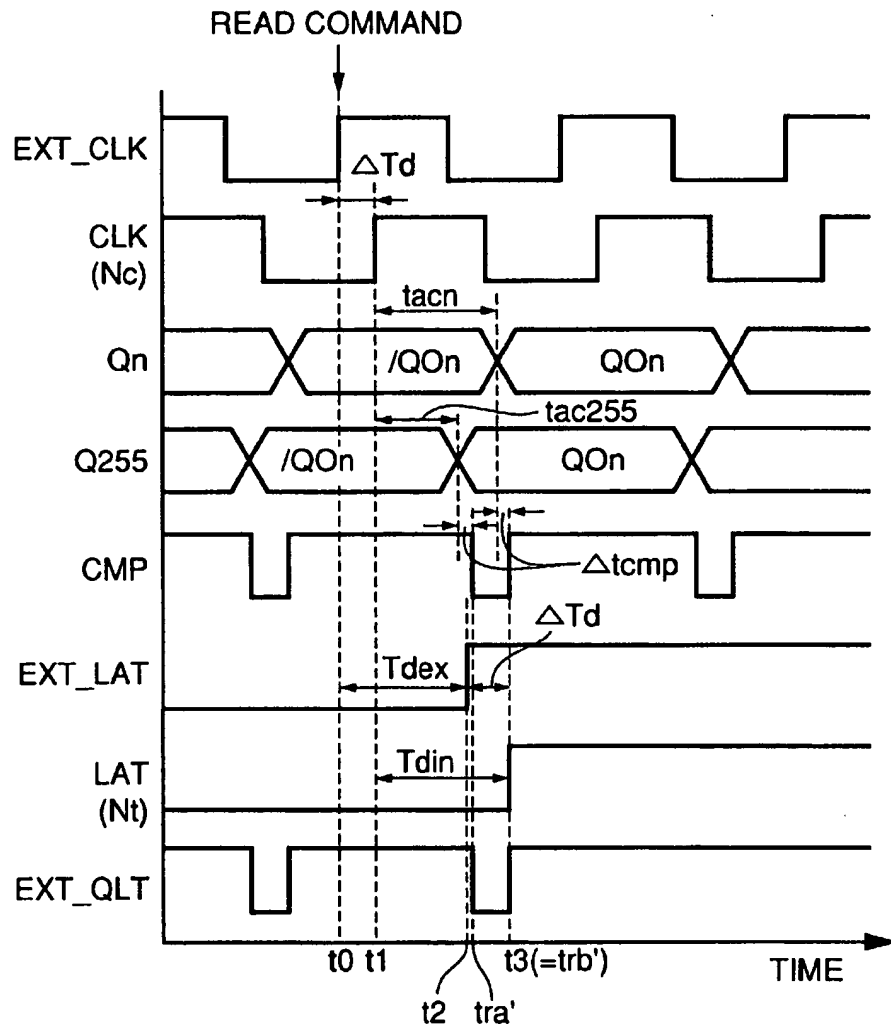 READ COMMAND
EXT_CLK
△Td
CLK
(Nc)
tacn
Qn
/QOn
QOn
tac255
Q255
/QOn
QOn
CMP
△tcmp
△Td
EXT_LAT
Tdex
LAT
(Nt)
Tdin
EXT_QLT
t0
t1
t3(=trb')
TIME
t2
tra'